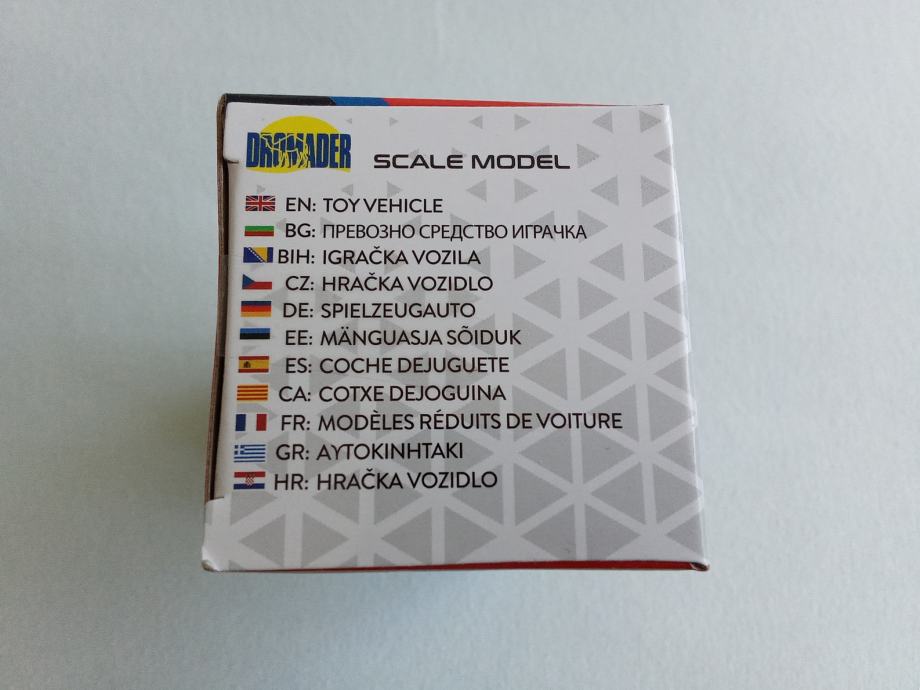 DROMADER
SCALE MODEL
EN: TOY VEHICLE
BG: ПРЕВОЗНО СРЕДСТВО ИГРАЧКА
BIH: IGRAČKA VOZILA
CZ: HRAČKA VOZIDLO
DE: SPIELZEUGAUTO
EE: MÄNGUASJA SÕIDUK
ES: COCHE DEJUGUETE
CA: COTXE DEJOGUINA
FR: MODÈLES RÉDUITS DE VOITURE
GR: ΑΥΤΟΚΙΝΗΤΑΚΙ
HR: HRAČKA VOZIDLO